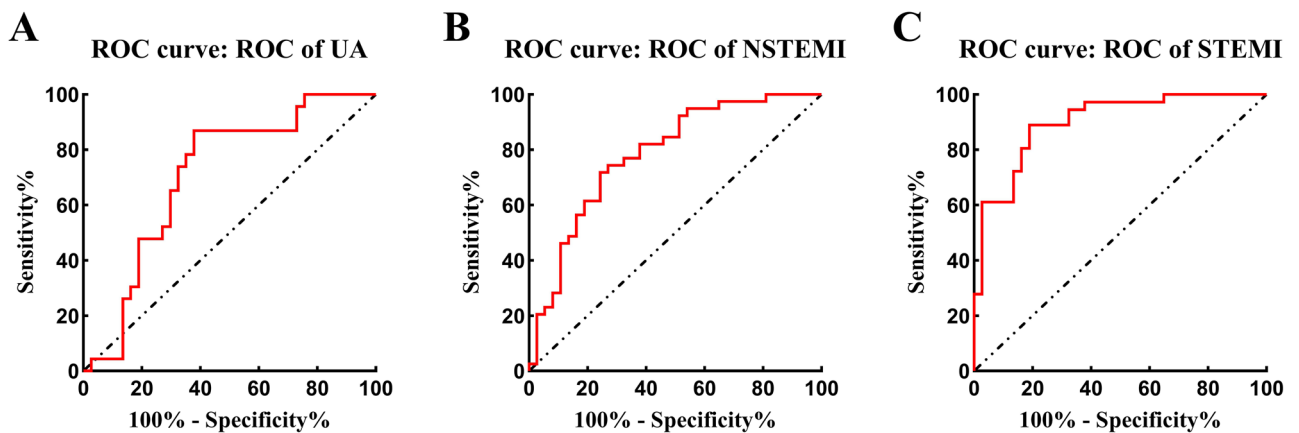 A
ROC curve: ROC of UA
Sensitivity%
100
80
60
40
20
0
0 20 40 60 80 100
100% - Specificity%
B
ROC curve: ROC of NSTEMI
Sensitivity%
100
80
60
40
20
0
0 20 40 60 80 100
100% - Specificity%
C
ROC curve: ROC of STEMI
Sensitivity%
100
80
60
40
20
0
0 20 40 60 80 100
100% - Specificity%